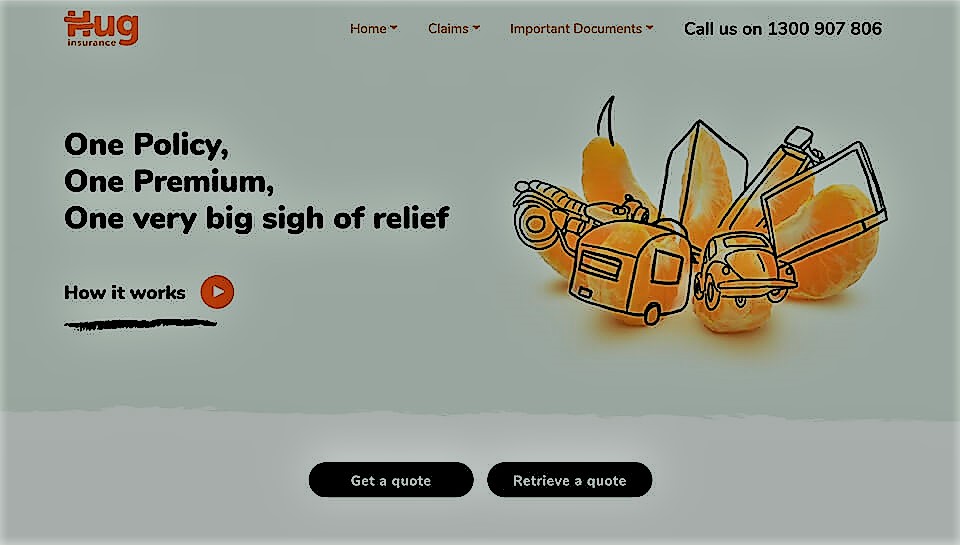 Hug
insurance
Home
Claims
Important Documents
Call us on 1300 907 806
One Policy,
One Premium,
One very big sigh of relief
How it works
Get a quote
Retrieve a quote